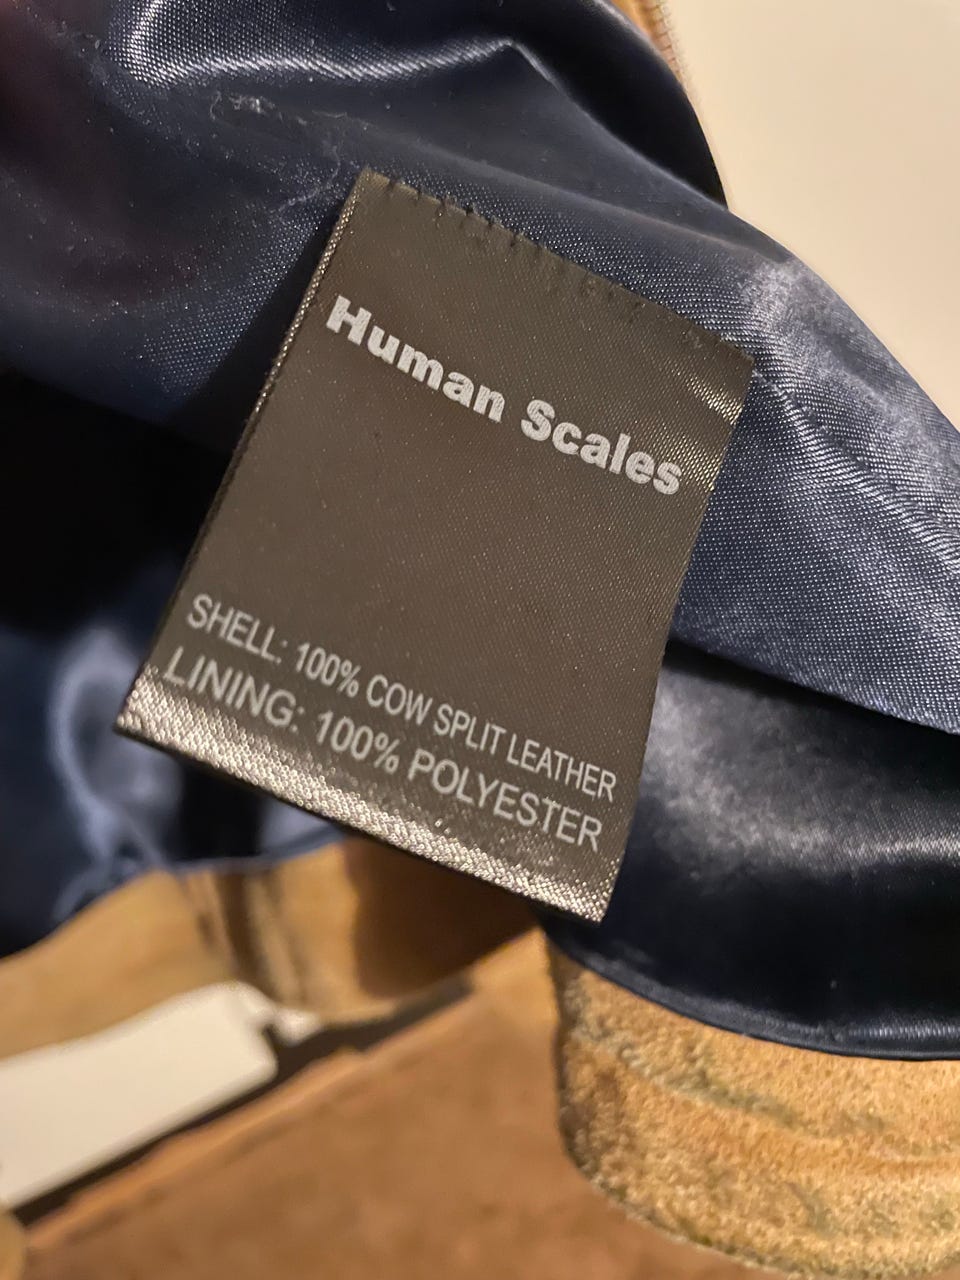 Human Scales
SHELL: 100% COW SPLIT LEATHER
LINING: 100% POLYESTER